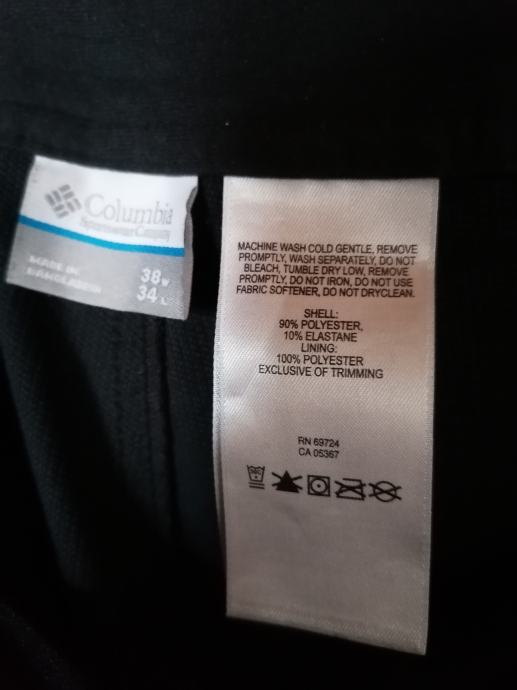 Columbia
Sportswear Company
MADE IN
BANGLADESH
38W
34L
MACHINE WASH COLD GENTLE, REMOVE
PROMPTLY, WASH SEPARATELY, DO NOT
BLEACH, TUMBLE DRY LOW, REMOVE
PROMPTLY, DO NOT IRON, DO NOT USE
FABRIC SOFTENER, DO NOT DRYCLEAN.
SHELL:
90% POLYESTER,
10% ELASTANE
LINING:
100% POLYESTER
EXCLUSIVE OF TRIMMING
RN 69724
CA 05367